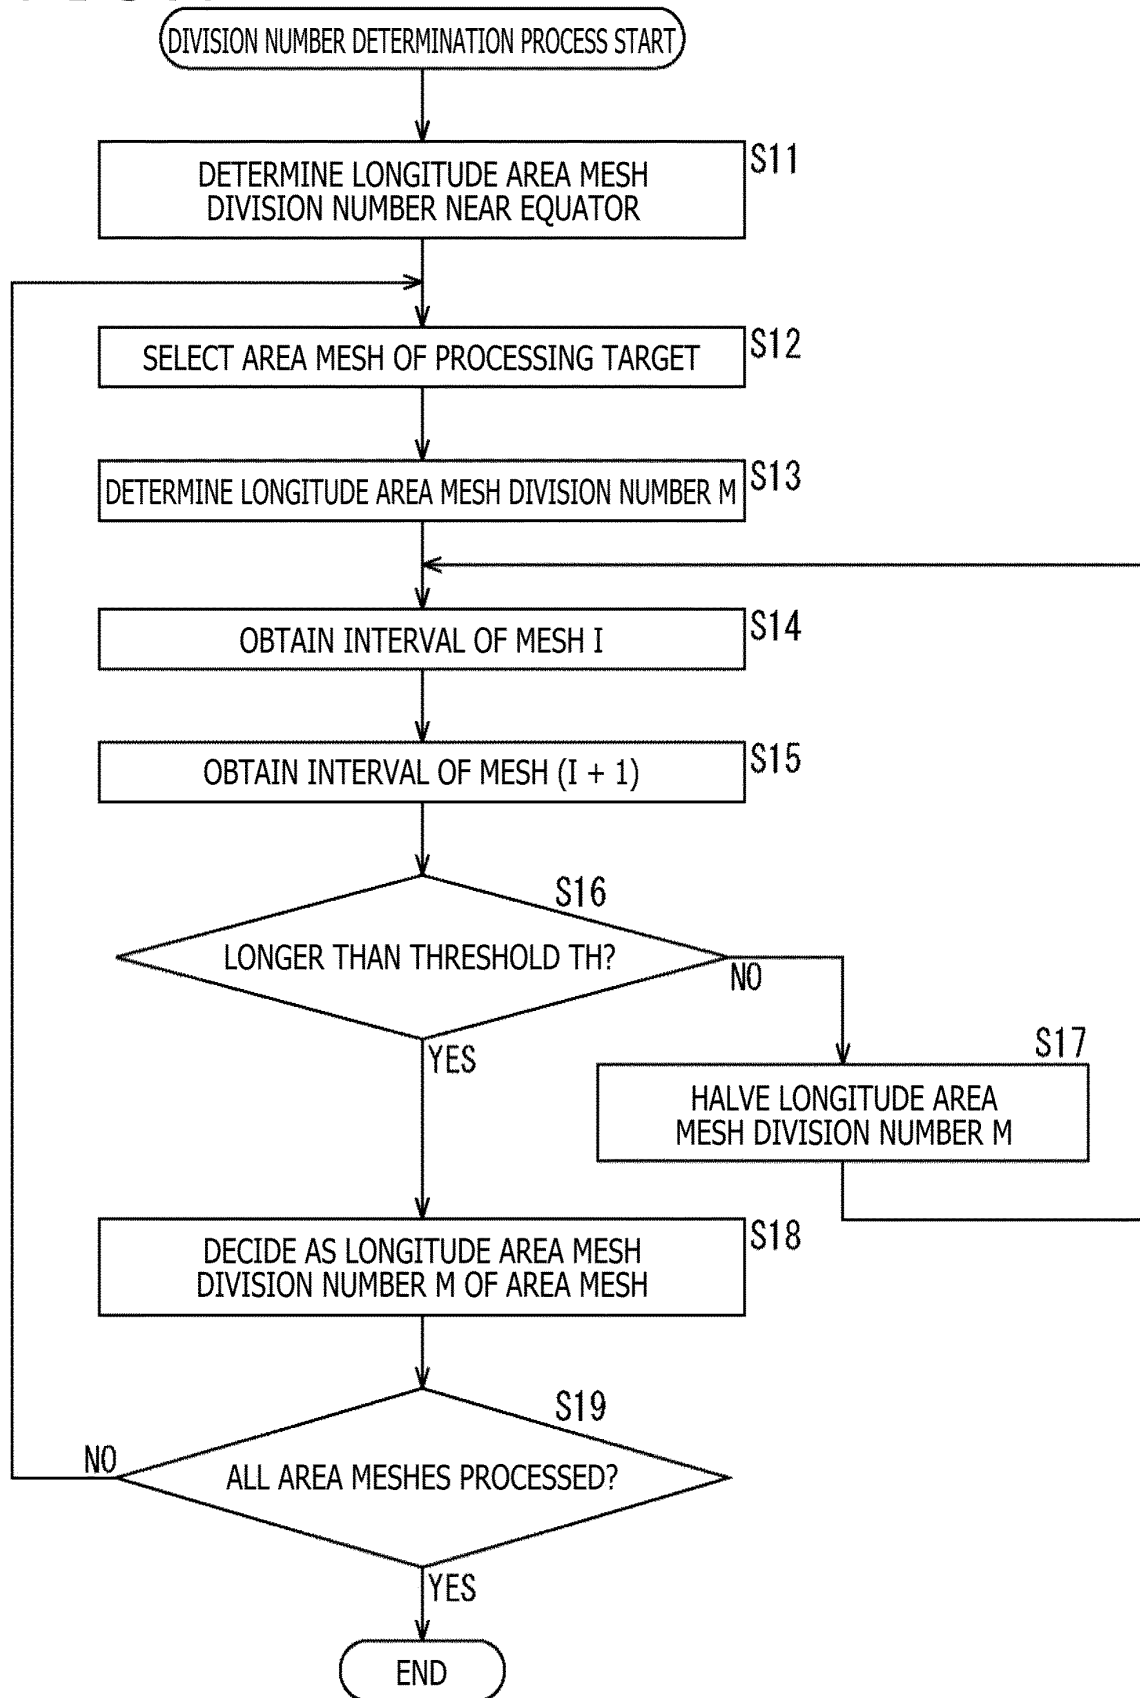 DIVISION NUMBER DETERMINATION PROCESS START
S11
DETERMINE LONGITUDE AREA MESH
DIVISION NUMBER NEAR EQUATOR
S12
SELECT AREA MESH OF PROCESSING TARGET
S13
DETERMINE LONGITUDE AREA MESH DIVISION NUMBER M
S14
OBTAIN INTERVAL OF MESH I
S15
OBTAIN INTERVAL OF MESH (I + 1)
S16
LONGER THAN THRESHOLD TH?
NO
YES
S17
HALVE LONGITUDE AREA
MESH DIVISION NUMBER M
S18
DECIDE AS LONGITUDE AREA MESH
DIVISION NUMBER M OF AREA MESH
S19
NO
ALL AREA MESHES PROCESSED?
YES
END